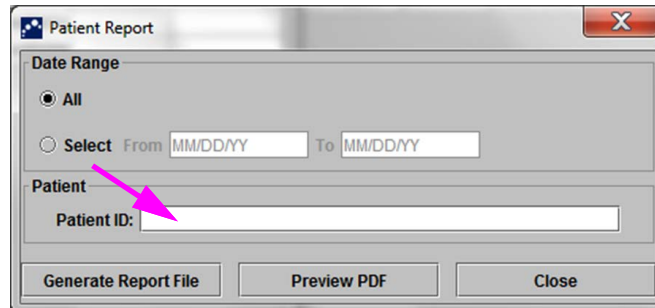 Patient Report
Date Range
All
Select From MM/DD/YY To MM/DD/YY
Patient
Patient ID:
Generate Report File Preview PDF Close